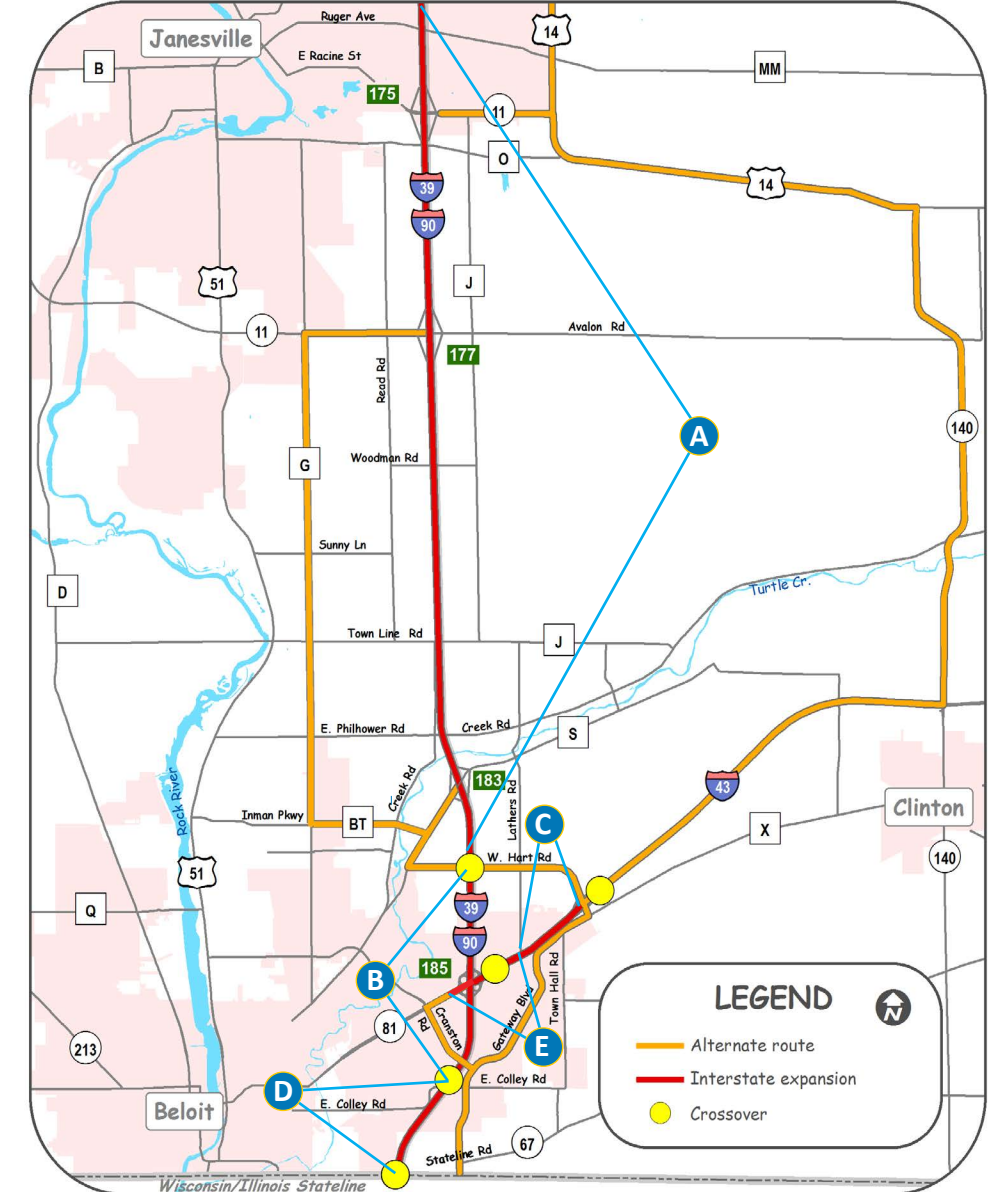 Ruger Ave
14
Janesville
E Racine St
B
MM
175
11
O
39
14
90
51
J
11
Avalon Rd
177
Read Rd
140
A
G
Woodman Rd
Sunny Ln
D
Turtle Cr.
Town Line Rd
J
E. Philhower Rd
Creek Rd
S
Creek Rd
183
43
Rock River
Lathers Rd
Clinton
Inman Pkwy
BT
C
X
W. Hart Rd
140
51
39
Q
90
185
B
Town Hall Rd
LEGEND
N
Cranston Rd
Gateway Blvd
81
213
E
Alternate route
E. Colley Rd
Interstate expansion
D
E. Colley Rd
Beloit
Crossover
67
Stateline Rd
Wisconsin/Illinois Stateline